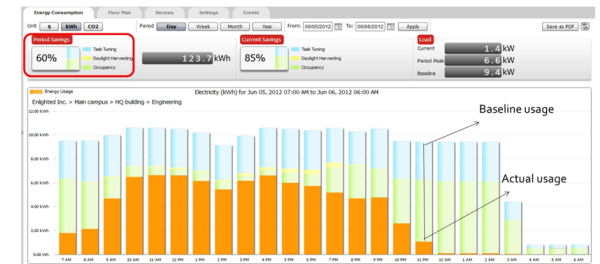 Energy Consumption Floor Plan Devices Settings Events
Unit $ kWh CO2 Period Day Week Month Year From: 06/05/2012 To: 06/06/2012 Apply Save as PDF
Period Savings Current Savings Load
60% Task Tuning Daylight Harvesting Occupancy
123.7 kWh
85% Task Tuning Daylight Harvesting Occupancy
Current 1.4 kW
Period Peak 6.6 kW
Baseline 9.4 kW
Energy Usage Electricity (kWh) for Jun 05, 2012 07:00 AM to Jun 06, 2012 06:00 AM
Enlighted Inc. > Main campus > HQ building > Engineering
Baseline usage
Actual usage
12.00 kWh
8.00 kWh
6.00 kWh
4.00 kWh
2.00 kWh
0.00 kWh
7 AM 8 AM 9 AM 10 AM 11 AM 12 PM 1 PM 2 PM 3 PM 4 PM 5 PM 6 PM 7 PM 8 PM 9 PM 10 PM 11 PM 12 AM 1 AM 2 AM 3 AM 4 AM 5 AM 6 AM